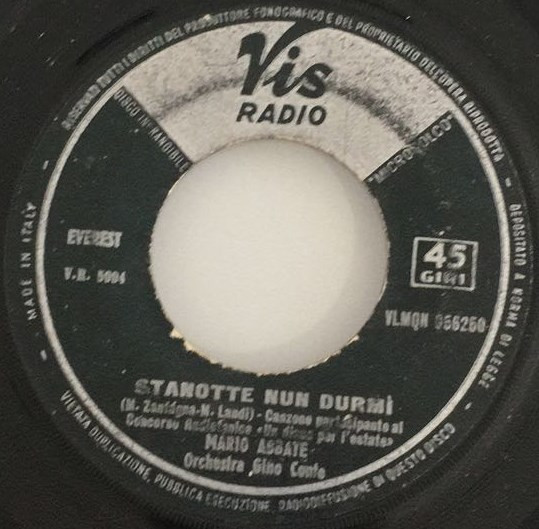 RISERVATI TUTTI I DIRITTI DEL PRODUTTORE FONOGRAFICO E DEL PROPRIETARIO DELL'OPERA RIPRODOTTA - DEPOSITATO A NORMA DI LEGGE
Vis
RADIO
DISCO INFRANGIBILE
"MICROSOLCO"
EVEREST
V.R. 5094
45
GIRI
VLMQN 056250
STANOTTE NUN DURMÌ
(M. Zanfagna-N. Landi) - Canzone partecipante al
Concorso Radiofonico «Un disco per l'estate»
MARIO ABBATE
Orchestra Gino Conte
MADE IN ITALY
VIETATA DUPLICAZIONE, PUBBLICA ESECUZIONE, RADIODIFFUSIONE DI QUESTO DISCO